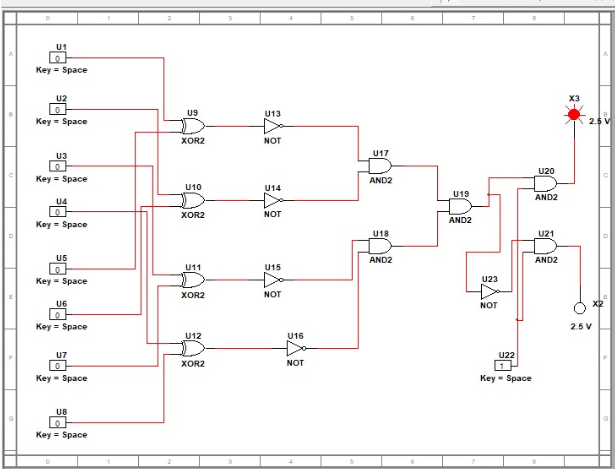 0 1 2 3 4 5 6 7 8
A
B
C
D
E
F
G
U1
0
Key = Space
U2
0
Key = Space
U3
0
Key = Space
U4
0
Key = Space
U5
0
Key = Space
U6
0
Key = Space
U7
0
Key = Space
U8
0
Key = Space
U9
XOR2
U10
XOR2
U11
XOR2
U12
XOR2
U13
NOT
U14
NOT
U15
NOT
U16
NOT
U17
AND2
U18
AND2
U19
AND2
U20
AND2
U21
AND2
U23
NOT
U22
1
Key = Space
X3
2.5 V
X2
2.5 V
A
B
C
D
E
F
G
0 1 2 3 4 5 6 7 8